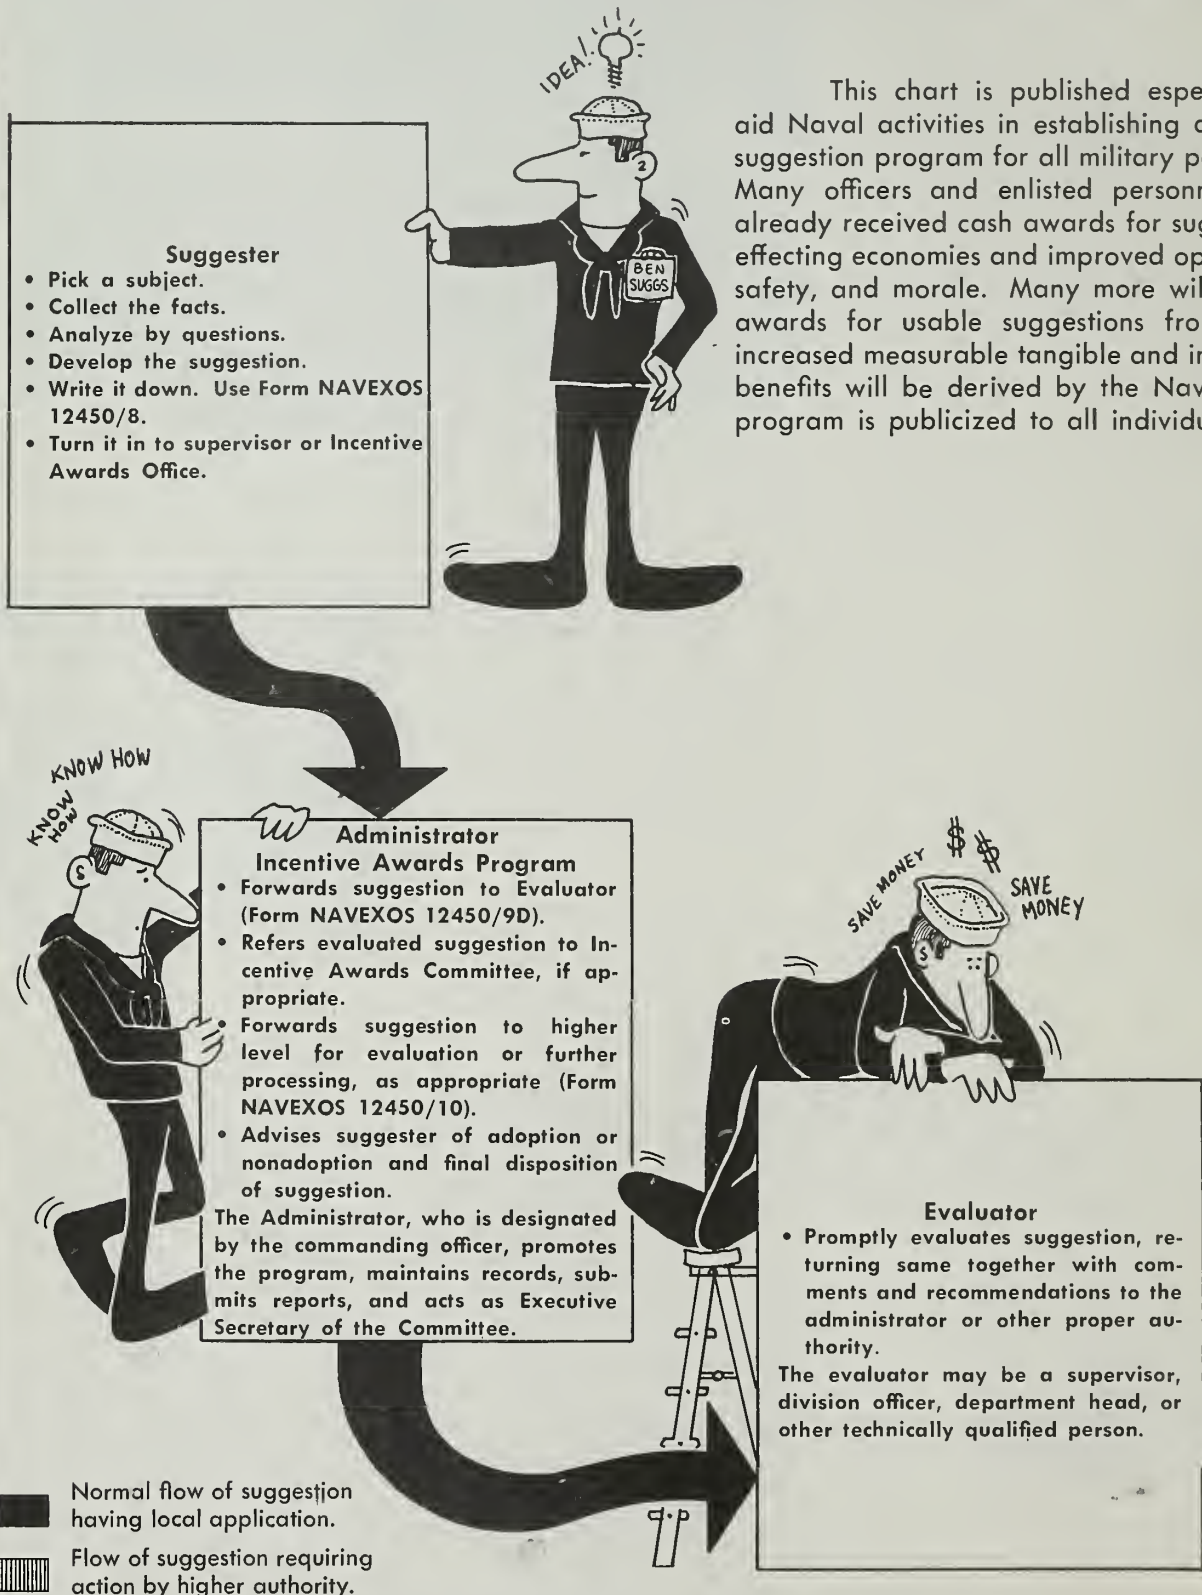 IDEA!
This chart is published
aid Naval activities in establishing
suggestion program for all military
Many officers and enlisted
already received cash awards for
effecting economies and improved
safety, and morale. Many more
awards for usable suggestions
increased measurable tangible and
benefits will be derived by the
program is publicized to all
BEN
SUGGS
Suggester
• Pick a subject.
• Collect the facts.
• Analyze by questions.
• Develop the suggestion.
• Write it down. Use Form NAVEXOS
12450/8.
• Turn it in to supervisor or Incentive
Awards Office.
KNOW HOW
KNOW
HOW
Administrator
Incentive Awards Program
• Forwards suggestion to Evaluator
(Form NAVEXOS 12450/9D).
• Refers evaluated suggestion to In-
centive Awards Committee, if ap-
propriate.
• Forwards suggestion to higher
level for evaluation or further
processing, as appropriate (Form
NAVEXOS 12450/10).
• Advises suggester of adoption or
nonadoption and final disposition
of suggestion.
The Administrator, who is designated
by the commanding officer, promotes
the program, maintains records, sub-
mits reports, and acts as Executive
Secretary of the Committee.
$ $
SAVE MONEY
SAVE
MONEY
Evaluator
• Promptly evaluates suggestion, re-
turning same together with com-
ments and recommendations to the
administrator or other proper au-
thority.
The evaluator may be a supervisor,
division officer, department head, or
other technically qualified person.
Normal flow of suggestion
having local application.
Flow of suggestion requiring
action by higher authority.